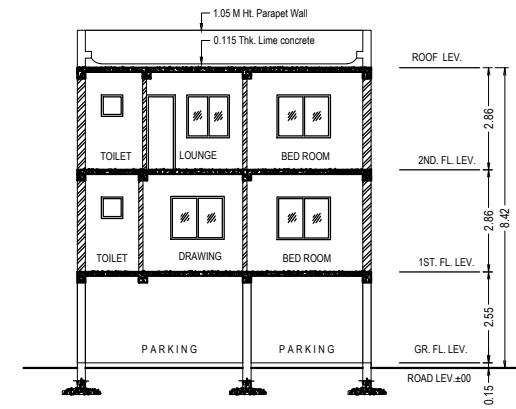 1.05 M Ht. Parapet Wall
0.115 Thk. Lime concrete
ROOF LEV.
2.86
TOILET LOUNGE BED ROOM
2ND. FL. LEV.
2.86
8.42
TOILET DRAWING BED ROOM
1ST. FL. LEV.
2.55
PARKING PARKING
GR. FL. LEV.
ROAD LEV.±00
0.15